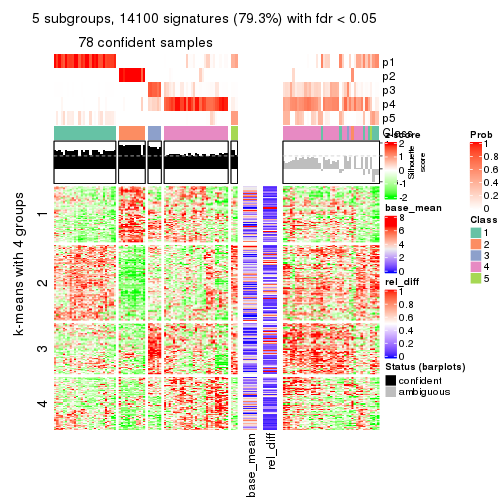 5 subgroups, 14100 signatures (79.3%) with fdr < 0.05
78 confident samples
p1
p2
p3
p4
p5
Class
z-score
2
1
0
-1
-2
Silhouette
score
base_mean
8
6
4
2
0
rel_diff
1
0.8
0.6
0.4
0.2
0
Status (barplots)
confident
ambiguous
Prob
1
0.8
0.6
0.4
0.2
0
Class
1
2
3
4
5
k-means with 4 groups
1
2
3
4
base_mean
rel_diff